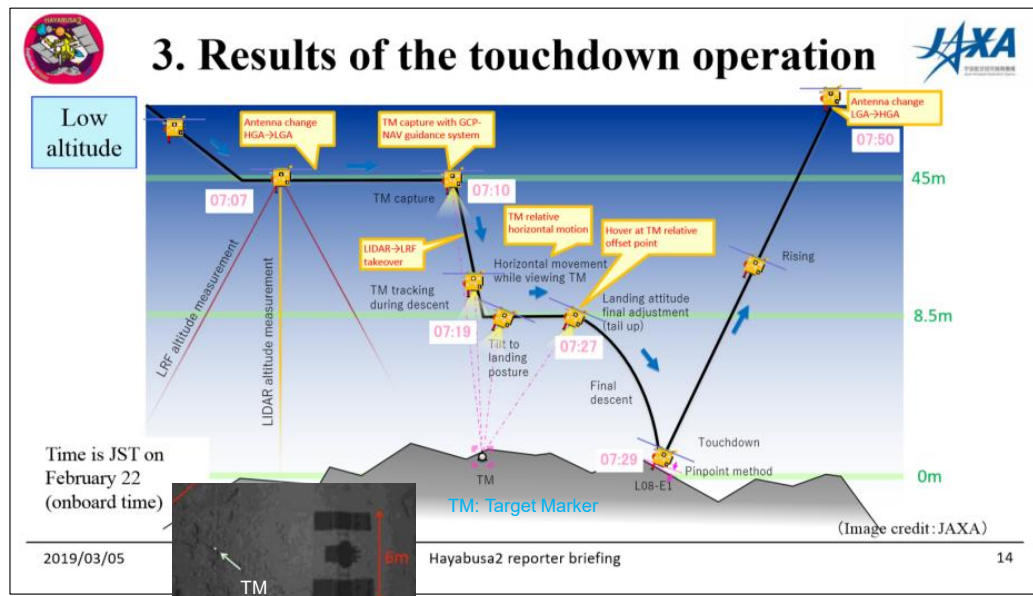 HAYABUSA2
3. Results of the touchdown operation
JAXA
Low
altitude
Antenna change
HGA→LGA
TM capture with GCP-
NAV guidance system
Antenna change
LGA→HGA
07:50
07:07
TM capture
07:10
45m
LIDAR→LRF
takeover
TM relative
horizontal motion
Hover at TM relative
offset point
Rising
LRF altitude measurement
LIDAR altitude measurement
TM tracking
during descent
Horizontal movement
while viewing TM
Landing attitude
final adjustment
(tail up)
8.5m
07:19
07:27
Tilt to
landing
posture
Final
descent
Time is JST on
February 22
(onboard time)
Touchdown
07:29
Pinpoint method
TM
L08-E1
0m
TM: Target Marker
(Image credit:JAXA)
6m
TM
2019/03/05
Hayabusa2 reporter briefing
14